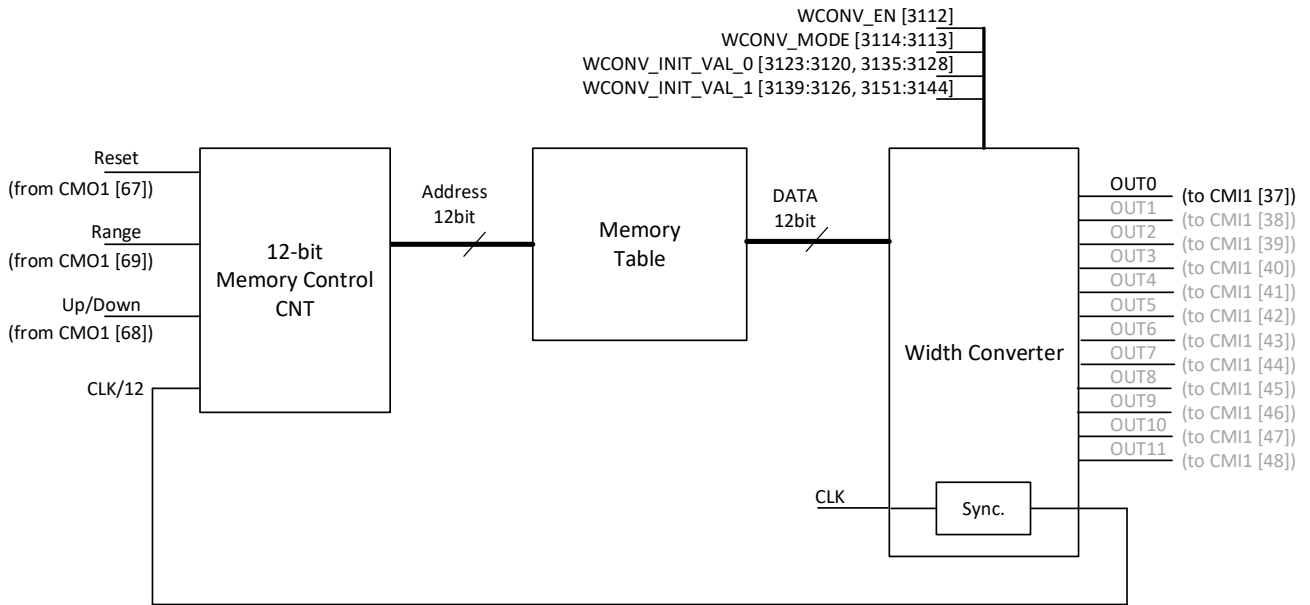 WCONV_EN [3112]
WCONV_MODE [3114:3113]
WCONV_INIT_VAL_0 [3123:3120, 3135:3128]
WCONV_INIT_VAL_1 [3139:3126, 3151:3144]
Reset
(from CMO1 [67])
Range
(from CMO1 [69])
Up/Down
(from CMO1 [68])
CLK/12
12-bit
Memory Control
CNT
Address
12bit
Memory
Table
DATA
12bit
Width Converter
OUT0 (to CMI1 [37])
OUT1 (to CMI1 [38])
OUT2 (to CMI1 [39])
OUT3 (to CMI1 [40])
OUT4 (to CMI1 [41])
OUT5 (to CMI1 [42])
OUT6 (to CMI1 [43])
OUT7 (to CMI1 [44])
OUT8 (to CMI1 [45])
OUT9 (to CMI1 [46])
OUT10 (to CMI1 [47])
OUT11 (to CMI1 [48])
CLK
Sync.